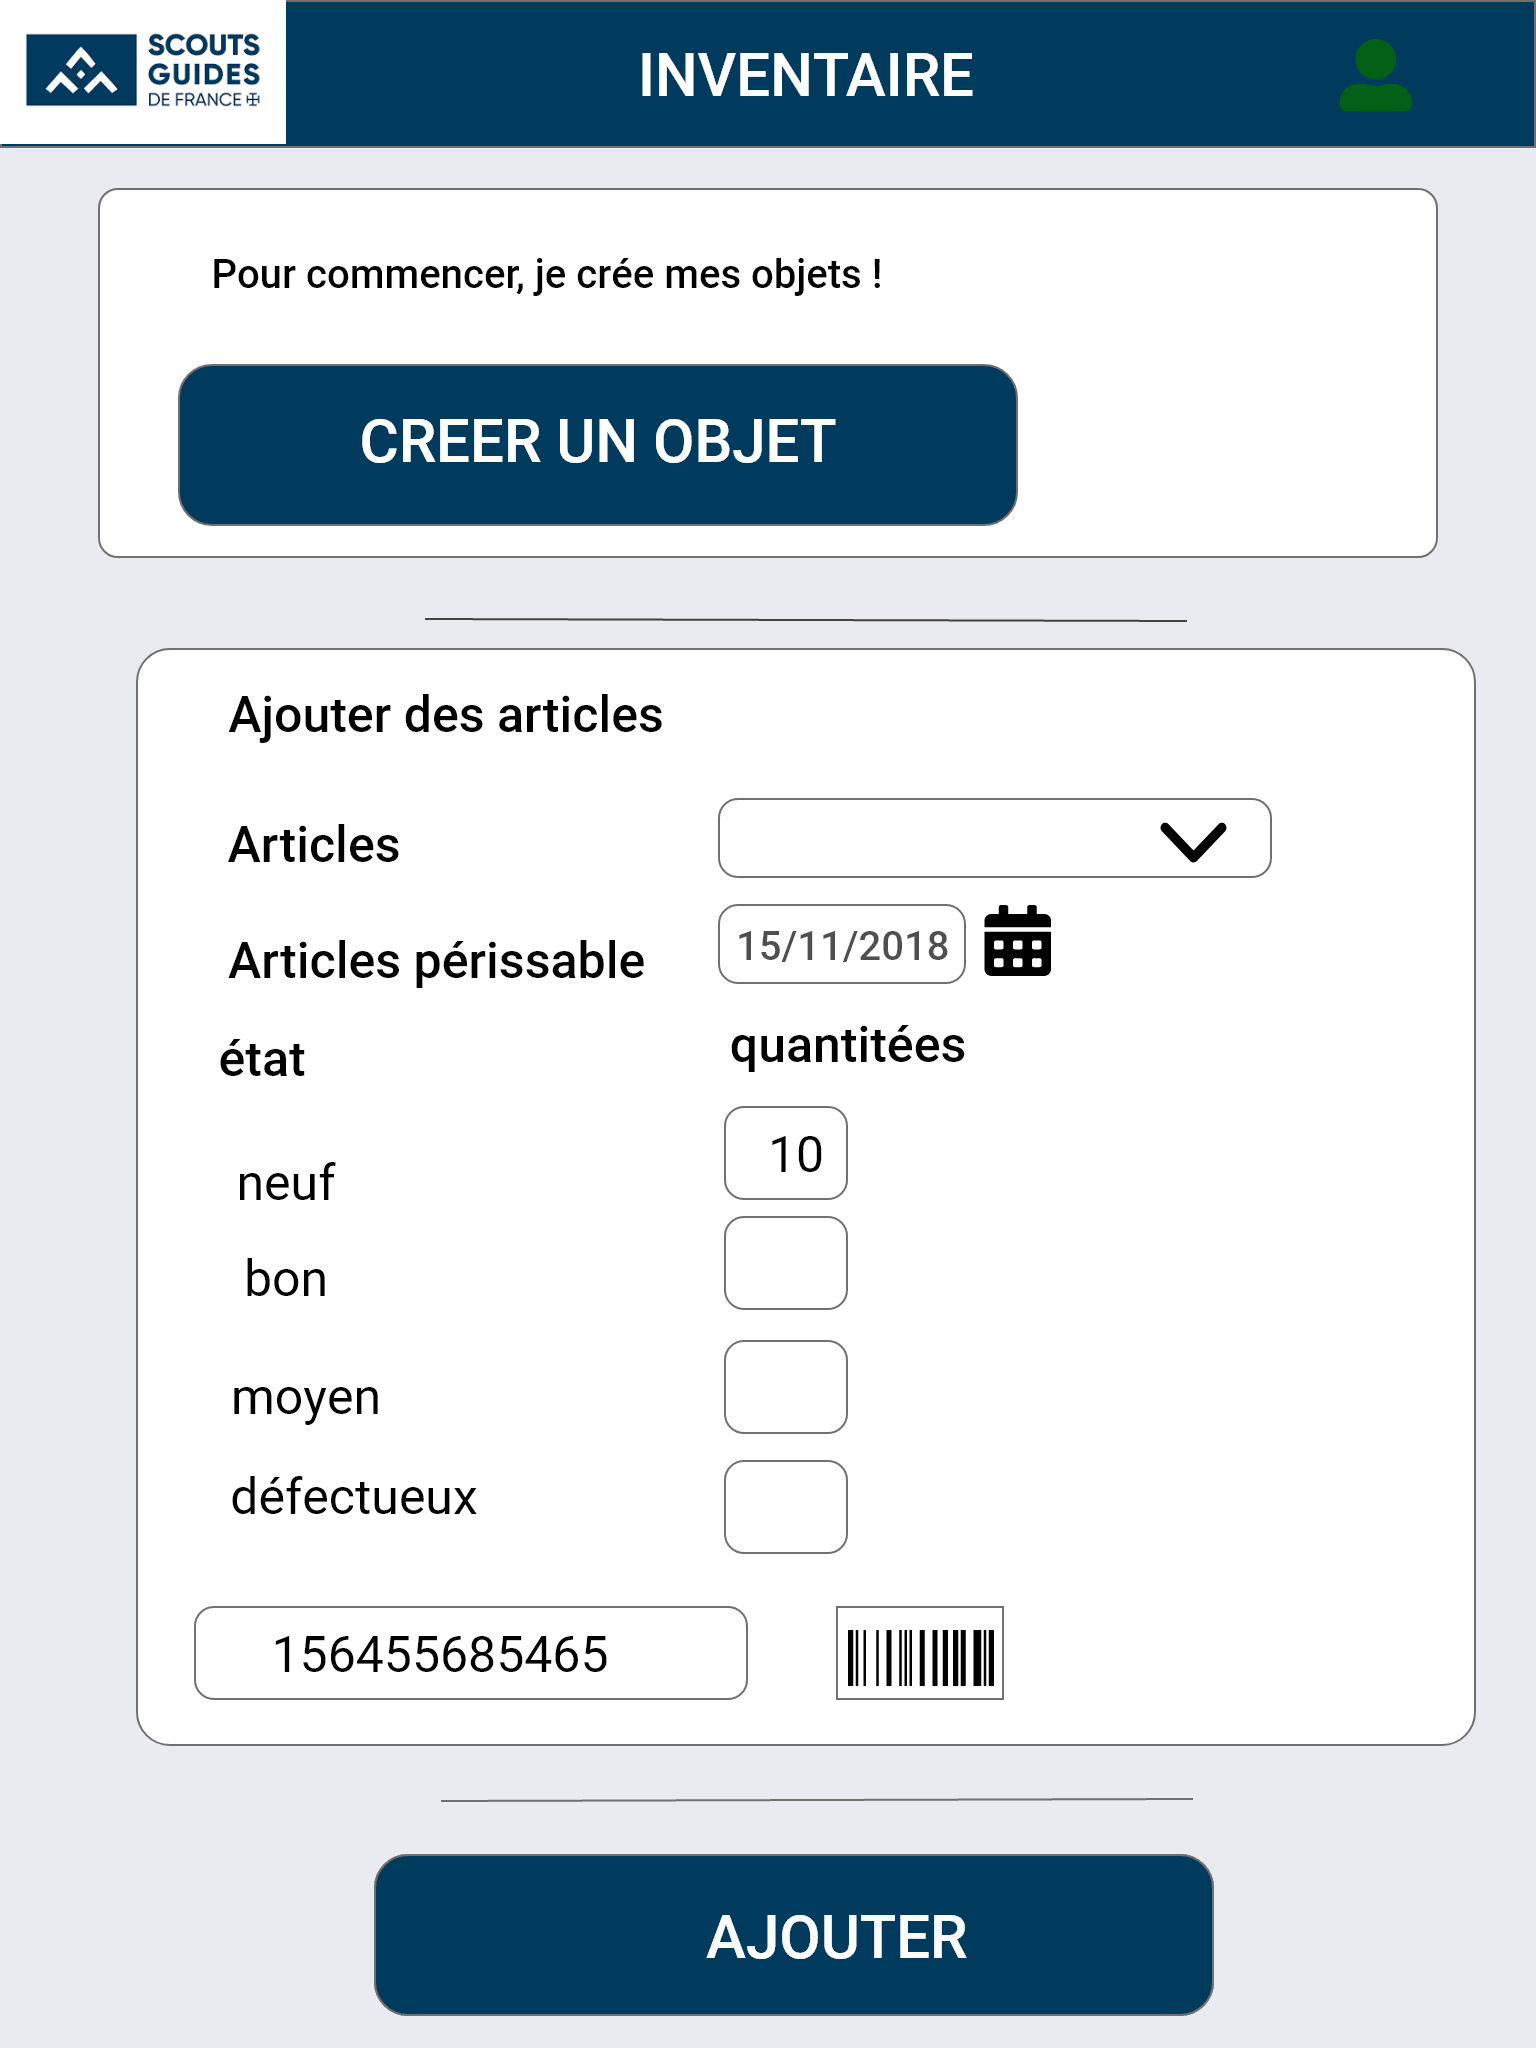 SCOUTS
GUIDES
DE FRANCE
INVENTAIRE
Pour commencer, je crée mes objets !
CREER UN OBJET
Ajouter des articles
Articles
Articles périssable
15/11/2018
état
quantitées
neuf
10
bon
moyen
défectueux
156455685465
AJOUTER